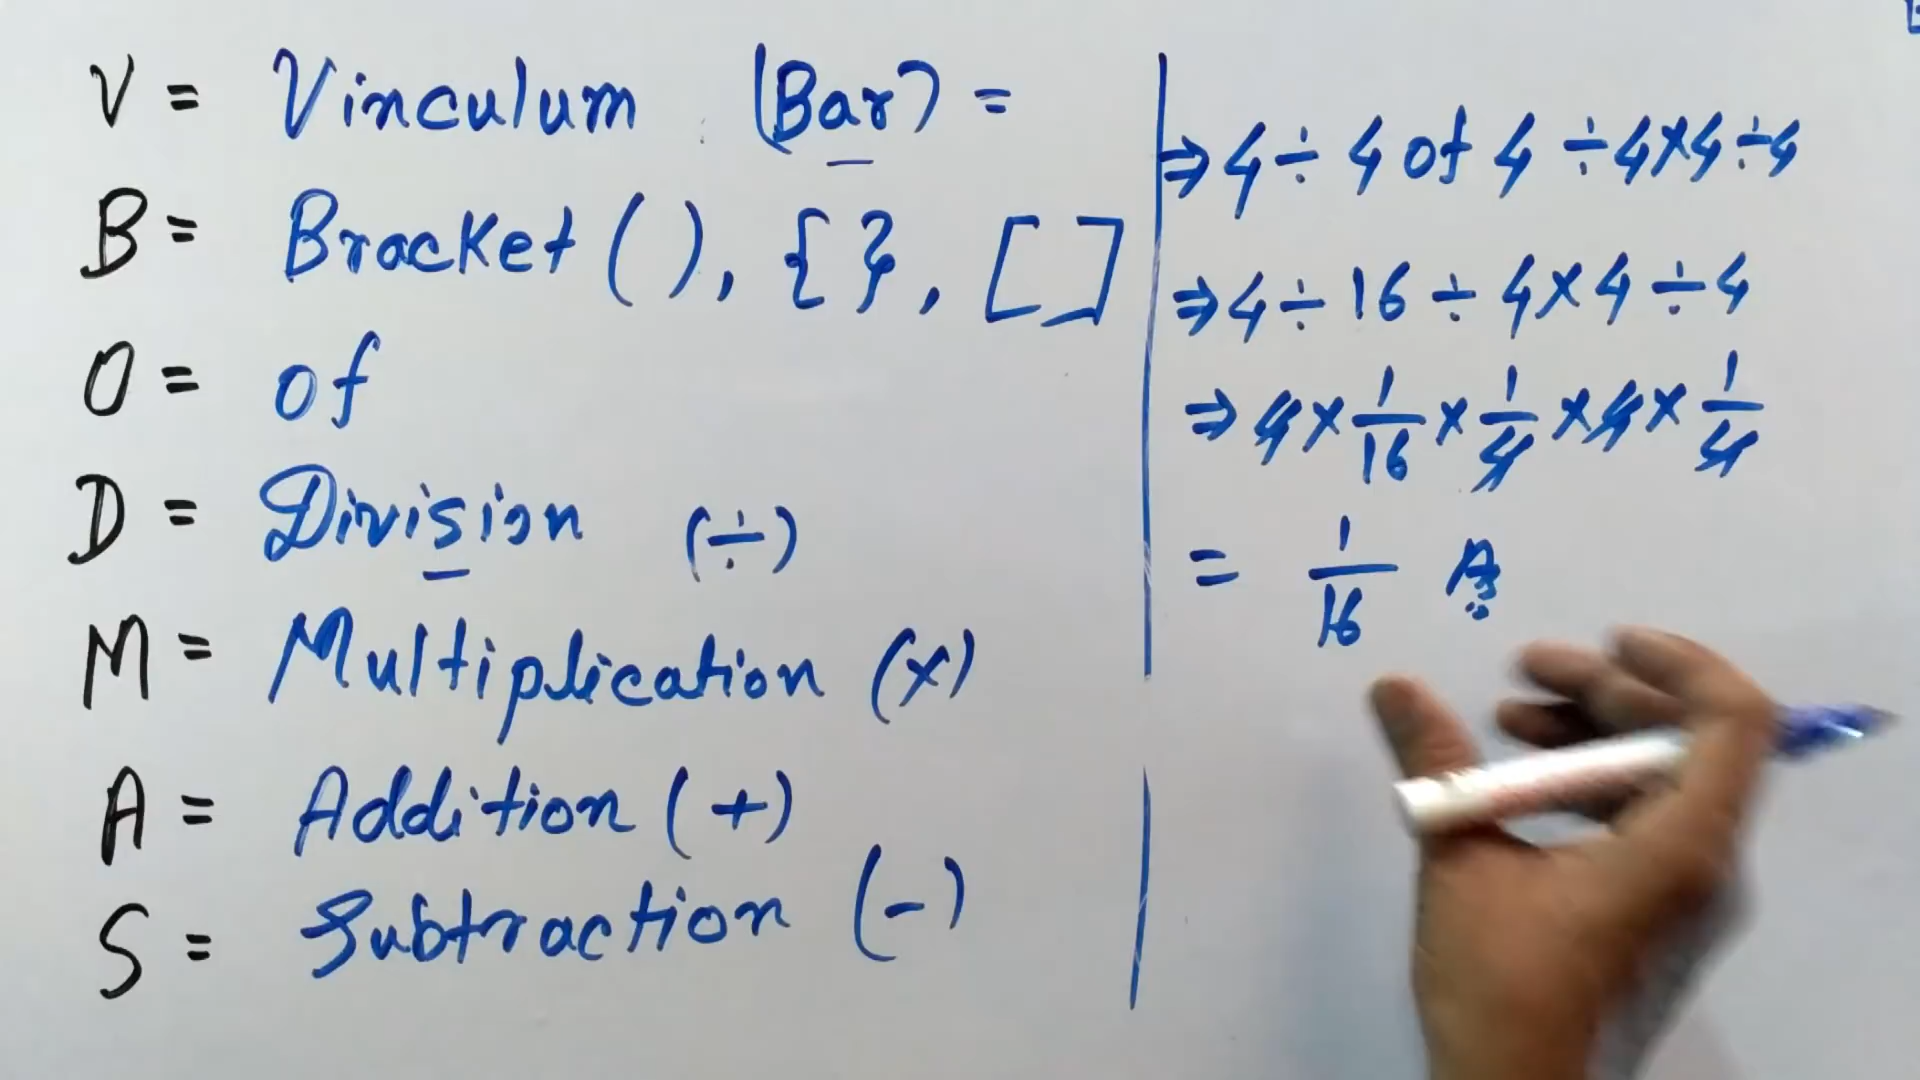 V = Vinculum (Bar) =
B = Bracket ( ), { }, [ ]
O = of
D = Division (÷)
M = Multiplication (×)
A = Addition (+)
S = Subtraction (-)
⇒ 4 ÷ 4 of 4 ÷ 4 × 4 ÷ 4
⇒ 4 ÷ 16 ÷ 4 × 4 ÷ 4
⇒ 4 × 1/16 × 1/4 × 4 × 1/4
= 1/16 A